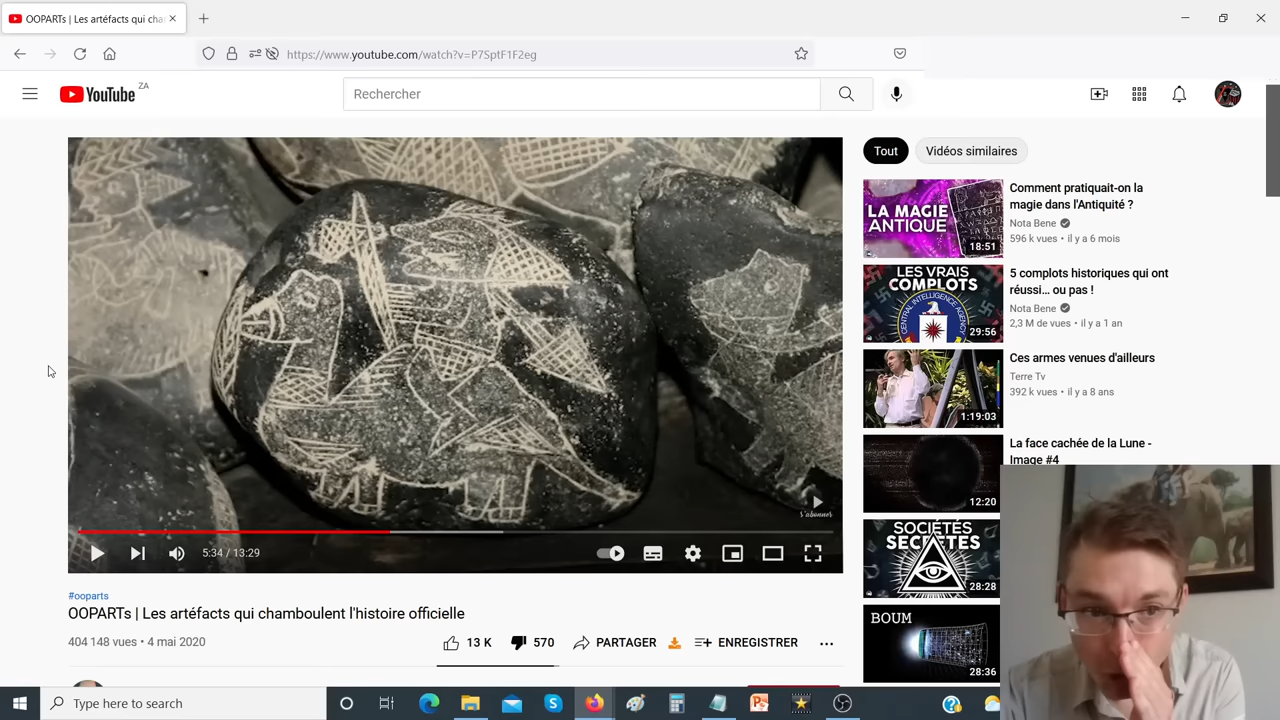 OOPARTs | Les artéfacts qui cha
https://www.youtube.com/watch?v=P7SptF1F2eg
YouTube ZA
Rechercher
S'abonner
5:34 / 13:29
#ooparts
OOPARTs | Les artéfacts qui chamboulent l'histoire officielle
404 148 vues • 4 mai 2020
13 K
570
PARTAGER
ENREGISTRER
Tout
Vidéos similaires
LA MAGIE
ANTIQUE
18:51
Comment pratiquait-on la
magie dans l'Antiquité ?
Nota Bene
596 k vues • il y a 6 mois
LES VRAIS
COMPLOTS
CENTRAL INTELLIGENCE AGENCY
29:56
5 complots historiques qui ont
réussi… ou pas !
Nota Bene
2,3 M de vues • il y a 1 an
1:19:03
Ces armes venues d'ailleurs
Terre Tv
392 k vues • il y a 8 ans
12:20
La face cachée de la Lune -
Image #4
SOCIÉTÉS
SECRÈTES
28:28
BOUM
28:36
Type here to search